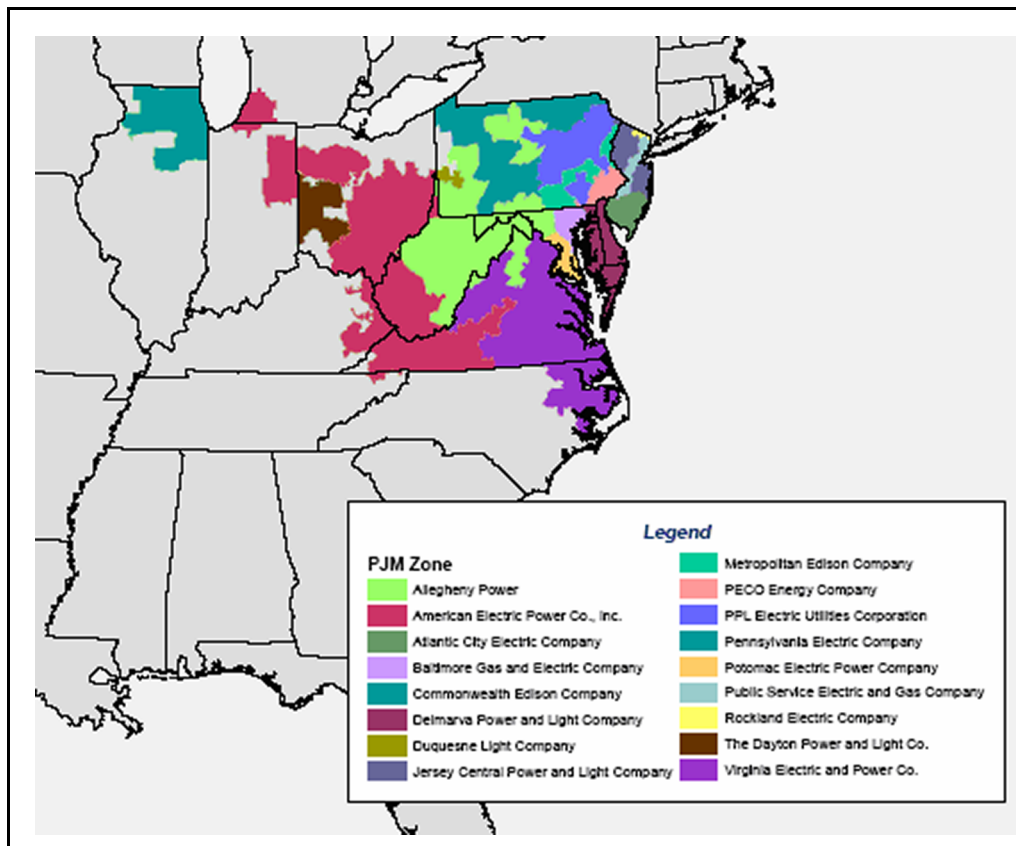 Legend
PJM Zone
Allegheny Power
American Electric Power Co., Inc.
Atlantic City Electric Company
Baltimore Gas and Electric Company
Commonwealth Edison Company
Delmarva Power and Light Company
Duquesne Light Company
Jersey Central Power and Light Company
Metropolitan Edison Company
PECO Energy Company
PPL Electric Utilities Corporation
Pennsylvania Electric Company
Potomac Electric Power Company
Public Service Electric and Gas Company
Rockland Electric Company
The Dayton Power and Light Co.
Virginia Electric and Power Co.